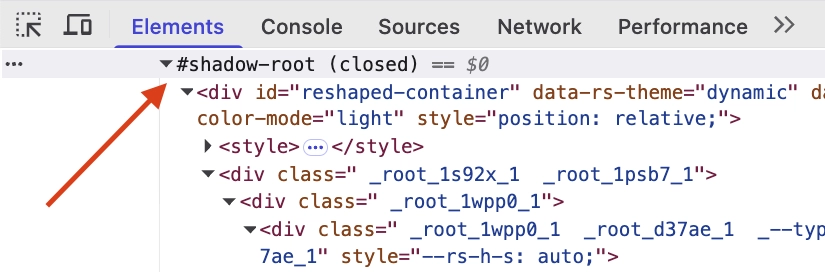 Elements Console Sources Network Performance >>
··· ▼#shadow-root (closed) == $0
▼<div id="reshaped-container" data-rs-theme="dynamic" da
color-mode="light" style="position: relative;">
▶<style>···</style>
▼<div class=" _root_1s92x_1  _root_1psb7_1">
▼<div class=" _root_1wpp0_1">
▼<div class=" _root_1wpp0_1  _root_d37ae_1  _--typ
7ae_1" style="--rs-h-s: auto;">